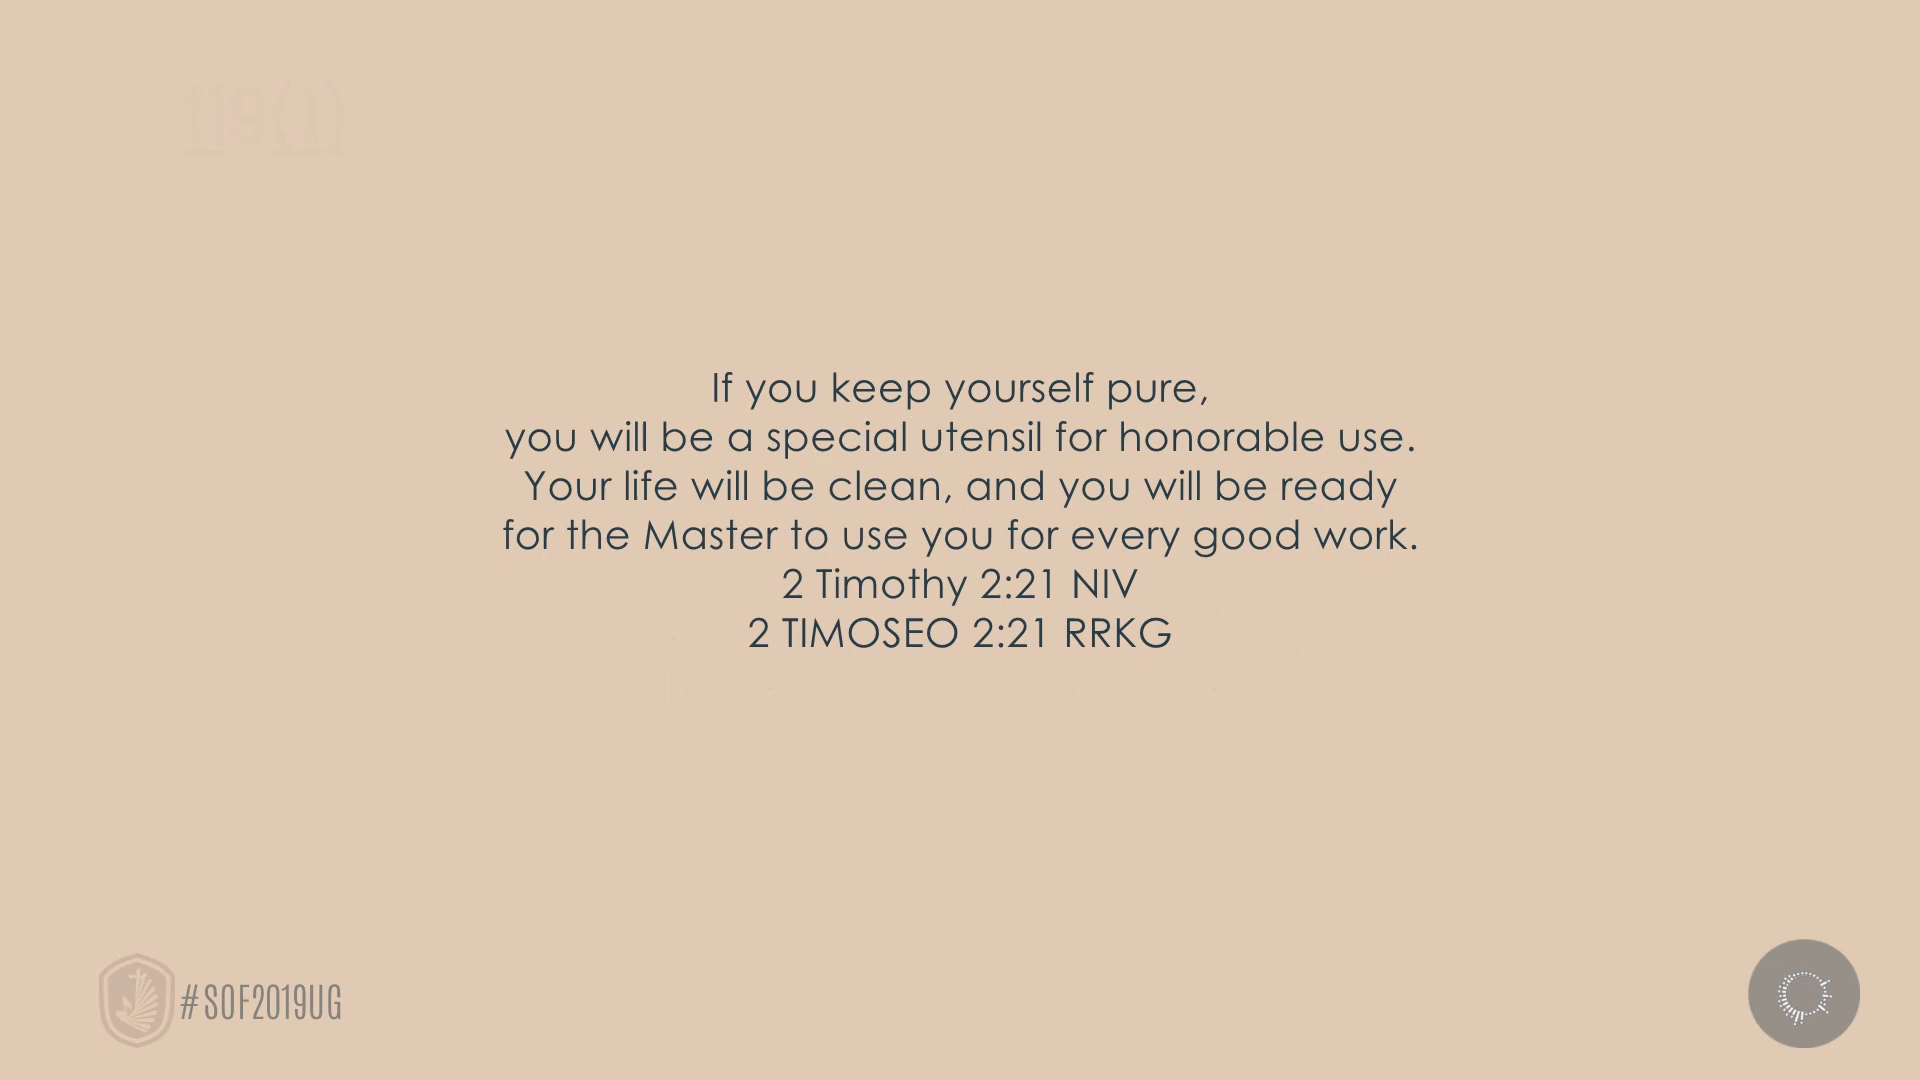 119(1)
If you keep yourself pure,
you will be a special utensil for honorable use.
Your life will be clean, and you will be ready
for the Master to use you for every good work.
2 Timothy 2:21 NIV
2 TIMOSEO 2:21 RRKG
#SOF2019UG